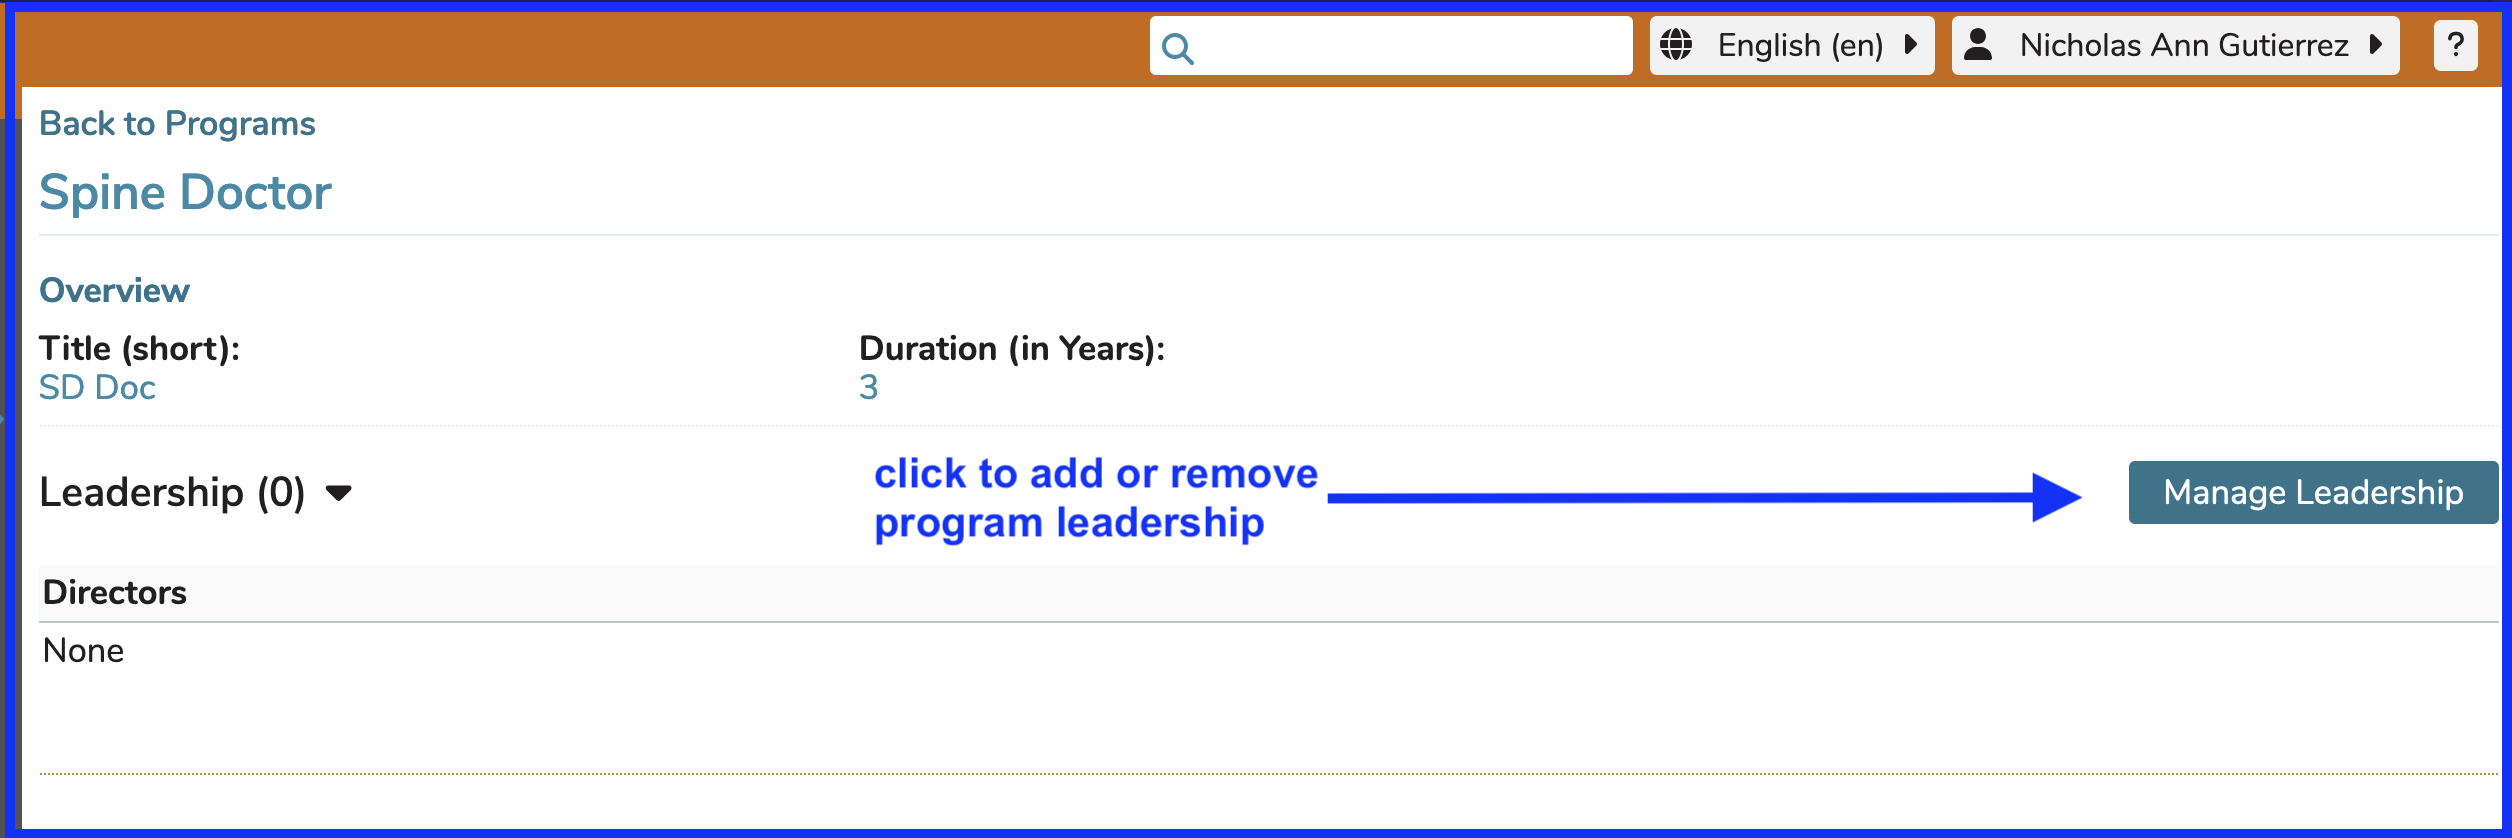 English (en)
Nicholas Ann Gutierrez
?
Back to Programs
Spine Doctor
Overview
Title (short):
Duration (in Years):
SD Doc
3
Leadership (0)
click to add or remove
program leadership
Manage Leadership
Directors
None